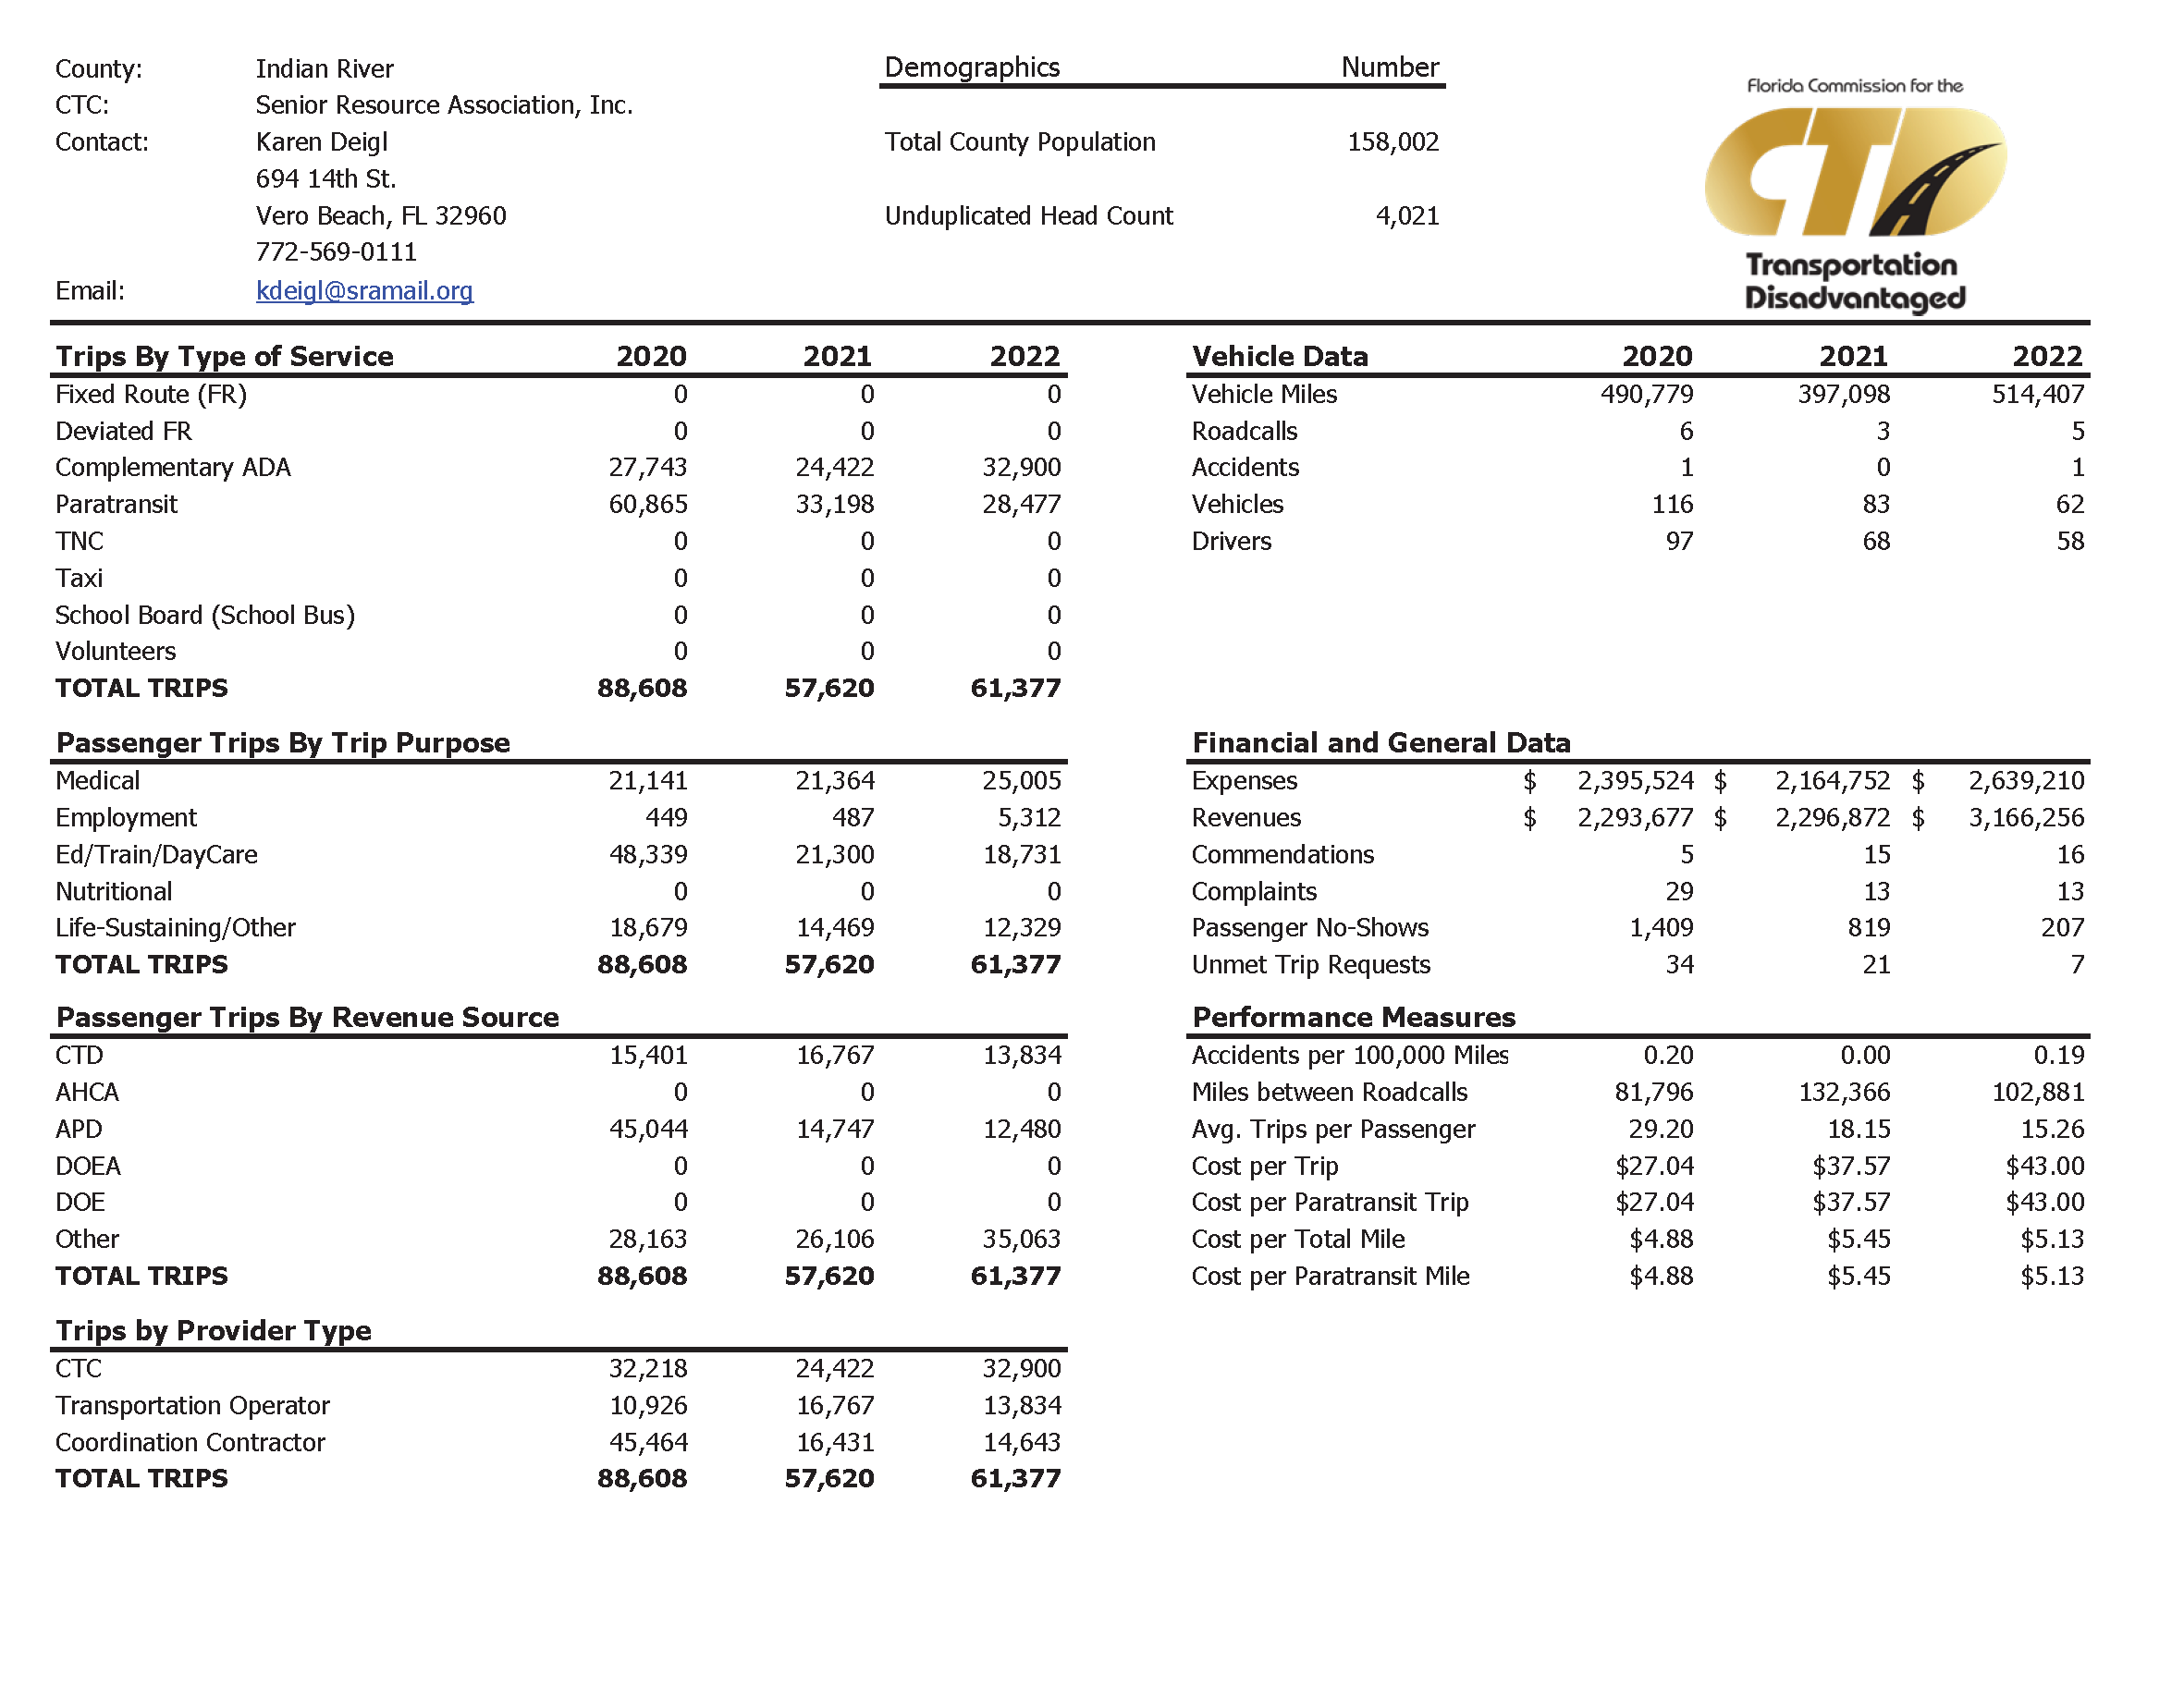 County: Indian River
CTC: Senior Resource Association, Inc.
Contact: Karen Deigl
694 14th St.
Vero Beach, FL 32960
772-569-0111
Email: kdeigl@sramail.org
Demographics Number
Total County Population 158,002
Unduplicated Head Count 4,021
Florida Commission for the
CTD
Transportation
Disadvantaged
Trips By Type of Service 2020 2021 2022
Fixed Route (FR) 0 0 0
Deviated FR 0 0 0
Complementary ADA 27,743 24,422 32,900
Paratransit 60,865 33,198 28,477
TNC 0 0 0
Taxi 0 0 0
School Board (School Bus) 0 0 0
Volunteers 0 0 0
TOTAL TRIPS 88,608 57,620 61,377
Passenger Trips By Trip Purpose
Medical 21,141 21,364 25,005
Employment 449 487 5,312
Ed/Train/DayCare 48,339 21,300 18,731
Nutritional 0 0 0
Life-Sustaining/Other 18,679 14,469 12,329
TOTAL TRIPS 88,608 57,620 61,377
Passenger Trips By Revenue Source
CTD 15,401 16,767 13,834
AHCA 0 0 0
APD 45,044 14,747 12,480
DOEA 0 0 0
DOE 0 0 0
Other 28,163 26,106 35,063
TOTAL TRIPS 88,608 57,620 61,377
Trips by Provider Type
CTC 32,218 24,422 32,900
Transportation Operator 10,926 16,767 13,834
Coordination Contractor 45,464 16,431 14,643
TOTAL TRIPS 88,608 57,620 61,377
Vehicle Data 2020 2021 2022
Vehicle Miles 490,779 397,098 514,407
Roadcalls 6 3 5
Accidents 1 0 1
Vehicles 116 83 62
Drivers 97 68 58
Financial and General Data
Expenses $ 2,395,524 $ 2,164,752 $ 2,639,210
Revenues $ 2,293,677 $ 2,296,872 $ 3,166,256
Commendations 5 15 16
Complaints 29 13 13
Passenger No-Shows 1,409 819 207
Unmet Trip Requests 34 21 7
Performance Measures
Accidents per 100,000 Miles 0.20 0.00 0.19
Miles between Roadcalls 81,796 132,366 102,881
Avg. Trips per Passenger 29.20 18.15 15.26
Cost per Trip $27.04 $37.57 $43.00
Cost per Paratransit Trip $27.04 $37.57 $43.00
Cost per Total Mile $4.88 $5.45 $5.13
Cost per Paratransit Mile $4.88 $5.45 $5.13